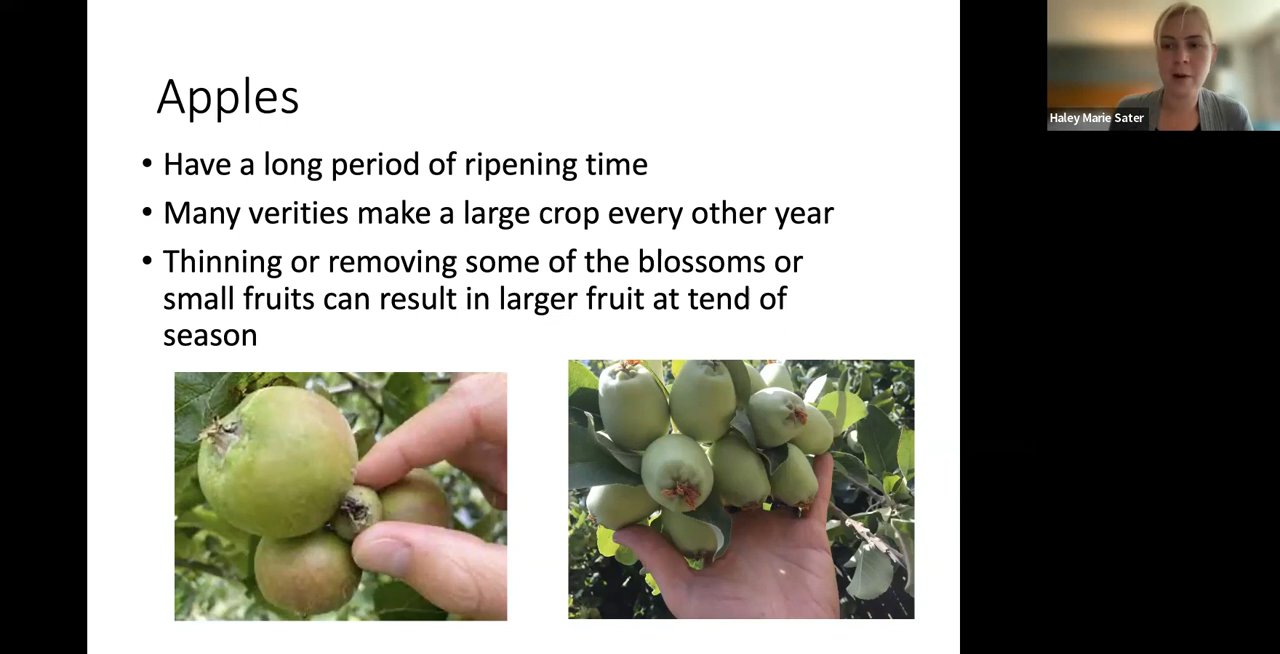 Apples
• Have a long period of ripening time
• Many verities make a large crop every other year
• Thinning or removing some of the blossoms or
small fruits can result in larger fruit at tend of
season
Haley Marie Sater